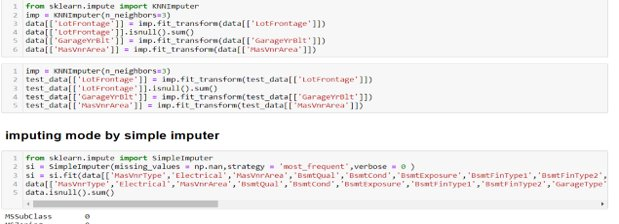 1 from sklearn.impute import KNNImputer
2 imp = KNNImputer(n_neighbors=3)
3 data[['LotFrontage']] = imp.fit_transform(data[['LotFrontage']])
4 data[['LotFrontage']].isnull().sum()
5 data[['GarageYrBlt']] = imp.fit_transform(data[['GarageYrBlt']])
6 data[['MasVnrArea']] = imp.fit_transform(data[['MasVnrArea']])
1 imp = KNNImputer(n_neighbors=3)
2 test_data[['LotFrontage']] = imp.fit_transform(test_data[['LotFrontage']])
3 test_data[['LotFrontage']].isnull().sum()
4 test_data[['GarageYrBlt']] = imp.fit_transform(test_data[['GarageYrBlt']])
5 test_data[['MasVnrArea']] = imp.fit_transform(test_data[['MasVnrArea']])
imputing mode by simple imputer
1 from sklearn.impute import SimpleImputer
2 si = SimpleImputer(missing_values = np.nan,strategy = 'most_frequent',verbose = 0 )
3 si = si.fit(data[['MasVnrType','Electrical','MasVnrArea','BsmtQual','BsmtCond','BsmtExposure','BsmtFinType1','BsmtFinType2',
4 data[['MasVnrType','Electrical','MasVnrArea','BsmtQual','BsmtCond','BsmtExposure','BsmtFinType1','BsmtFinType2','GarageType'
5 data.isnull().sum()
MSSubClass 0